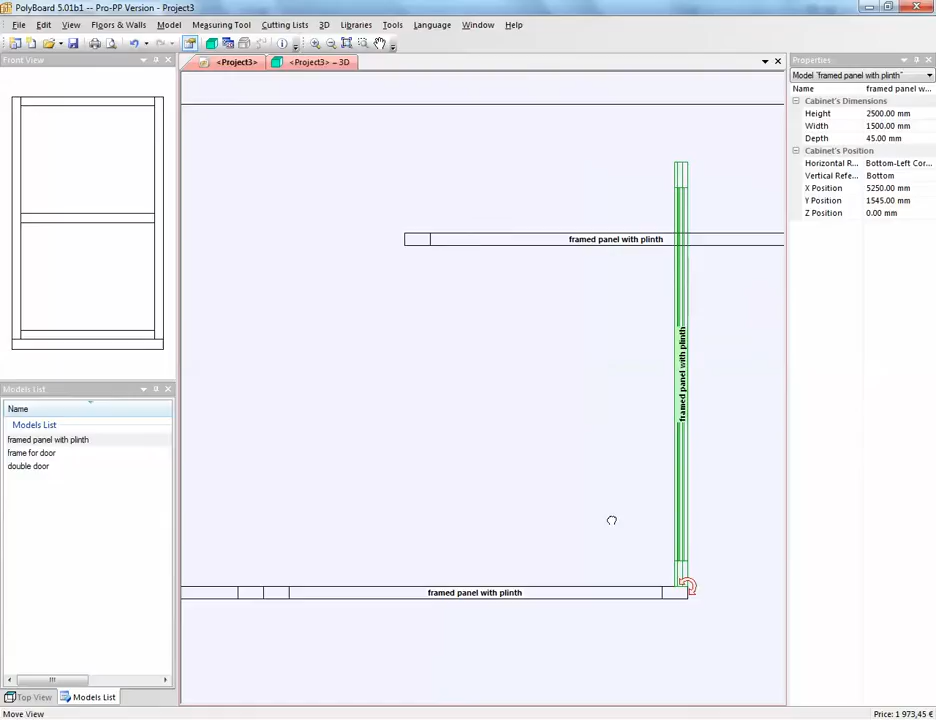 PolyBoard 5.01b1 -- Pro-PP Version - Project3
File Edit View Floors & Walls Model Measuring Tool Cutting Lists 3D Libraries Tools Language Window Help
Front View
<Project3>
<Project3> – 3D
Properties
Model "framed panel with plinth"
Name framed panel w...
Cabinet's Dimensions
Height 2500.00 mm
Width 1500.00 mm
Depth 45.00 mm
Cabinet's Position
Horizontal R... Bottom-Left Cor...
Vertical Refe... Bottom
X Position 5250.00 mm
Y Position 1545.00 mm
Z Position 0.00 mm
framed panel with plinth
framed panel with plinth
framed panel with plinth
Models List
Name
Models List
framed panel with plinth
frame for door
double door
Top View
Models List
Move View
Price: 1 973,45 €